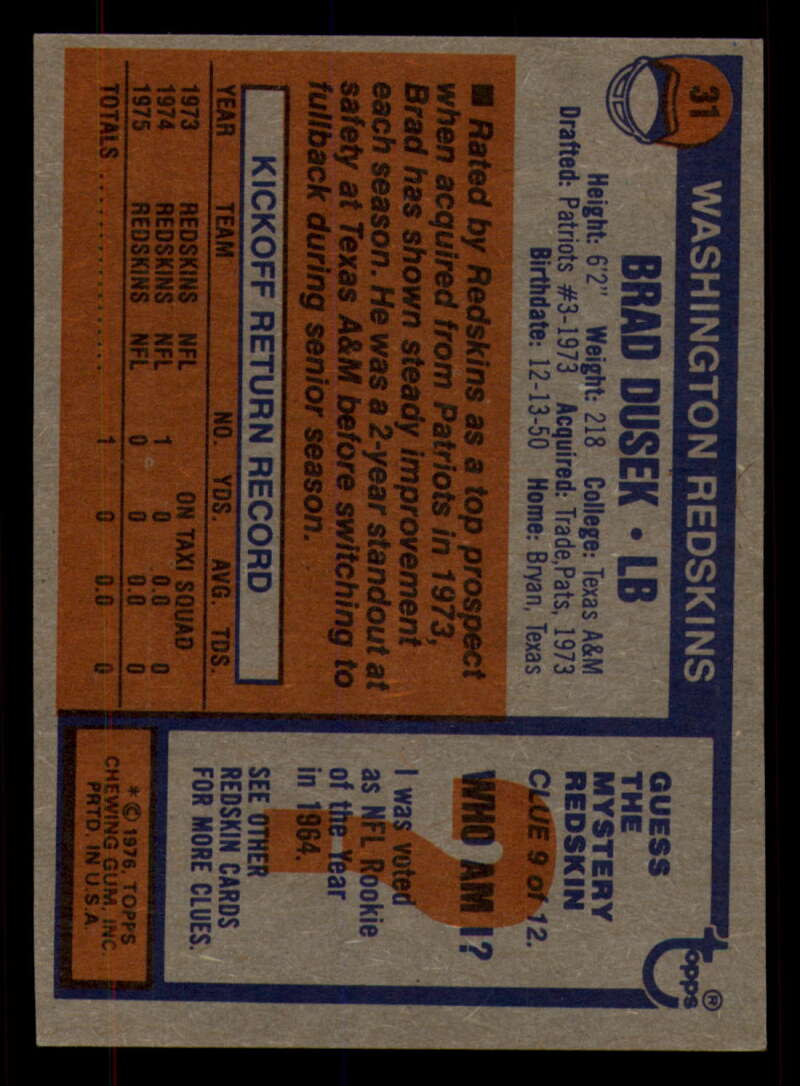 31
WASHINGTON REDSKINS
BRAD DUSEK • LB
Height: 6'2" Weight: 218 College: Texas A&M
Drafted: Patriots #3-1973 Acquired: Trade, Pats, 1973
Birthdate: 12-13-50 Home: Bryan, Texas
■ Rated by Redskins as a top prospect
when acquired from Patriots in 1973,
Brad has shown steady improvement
each season. He was a 2-year standout at
safety at Texas A&M before switching to
fullback during senior season.
KICKOFF RETURN RECORD
YEAR TEAM NO. YDS. AVG. TDS.
1973 REDSKINS NFL ON TAXI SQUAD
1974 REDSKINS NFL 1 0 0.0 0
1975 REDSKINS NFL 0 0 0.0 0
TOTALS .................... 1 0 0.0 0
topps®
GUESS
THE
MYSTERY
REDSKIN
CLUE 9 of 12.
?
WHO AM I?
I was voted
as NFL Rookie
of the Year
in 1964.
SEE OTHER
REDSKIN CARDS
FOR MORE CLUES.
* © 1976, TOPPS
CHEWING GUM, INC.
PRTD. IN U.S.A.